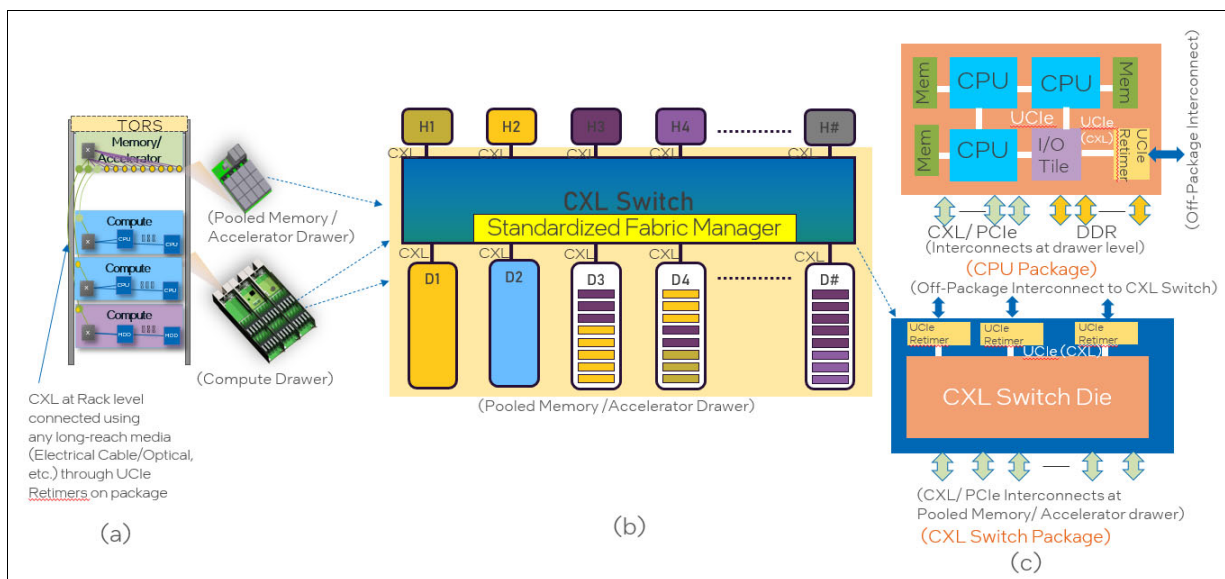 TORS
Memory/
Accelerator
X
Compute
X
CPU
CPU
Compute
X
CPU
CPU
Compute
X
HDD
HDD
(Pooled Memory /
Accelerator Drawer)
(Compute Drawer)
CXL at Rack level
connected using
any long-reach media
(Electrical Cable/Optical,
etc.) through UCIe
Retimers on package
(a)
H1
H2
H3
H4
H#
CXL
CXL
CXL
CXL
CXL
CXL Switch
Standardized Fabric Manager
CXL
CXL
CXL
CXL
CXL
D1
D2
D3
D4
D#
(Pooled Memory /Accelerator Drawer)
(b)
Mem
CPU
CPU
Mem
UCIe
UCIe
(CXL)
Mem
CPU
I/O
Tile
UCIe
Retimer
(Off-Package Interconnect)
CXL/ PCIe
DDR
(Interconnects at drawer level)
(CPU Package)
(Off-Package Interconnect to CXL Switch)
UCIe
Retimer
UCIe
Retimer
UCIe
Retimer
UCIe (CXL)
CXL Switch Die
(CXL/ PCIe Interconnects at
Pooled Memory/ Accelerator drawer)
(CXL Switch Package)
(c)